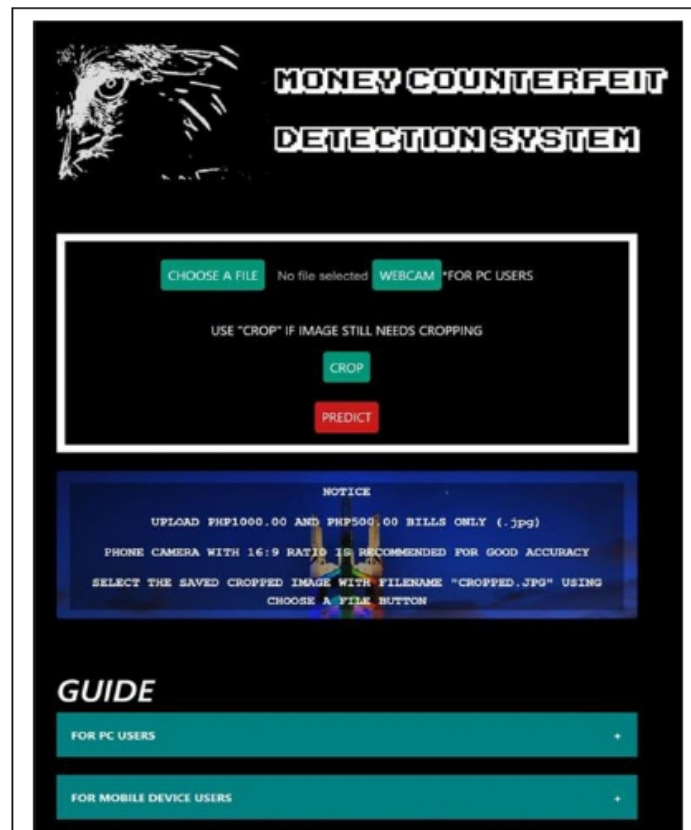 MONEY COUNTERFEIT
DETECTION SYSTEM
CHOOSE A FILE No file selected WEBCAM *FOR PC USERS
USE "CROP" IF IMAGE STILL NEEDS CROPPING
CROP
PREDICT
NOTICE
UPLOAD PHP1000.00 AND PHP500.00 BILLS ONLY (.jpg)
PHONE CAMERA WITH 16:9 RATIO IS RECOMMENDED FOR GOOD ACCURACY
SELECT THE SAVED CROPPED IMAGE WITH FILENAME "CROPPED.JPG" USING
CHOOSE A FILE BUTTON
GUIDE
FOR PC USERS +
FOR MOBILE DEVICE USERS +